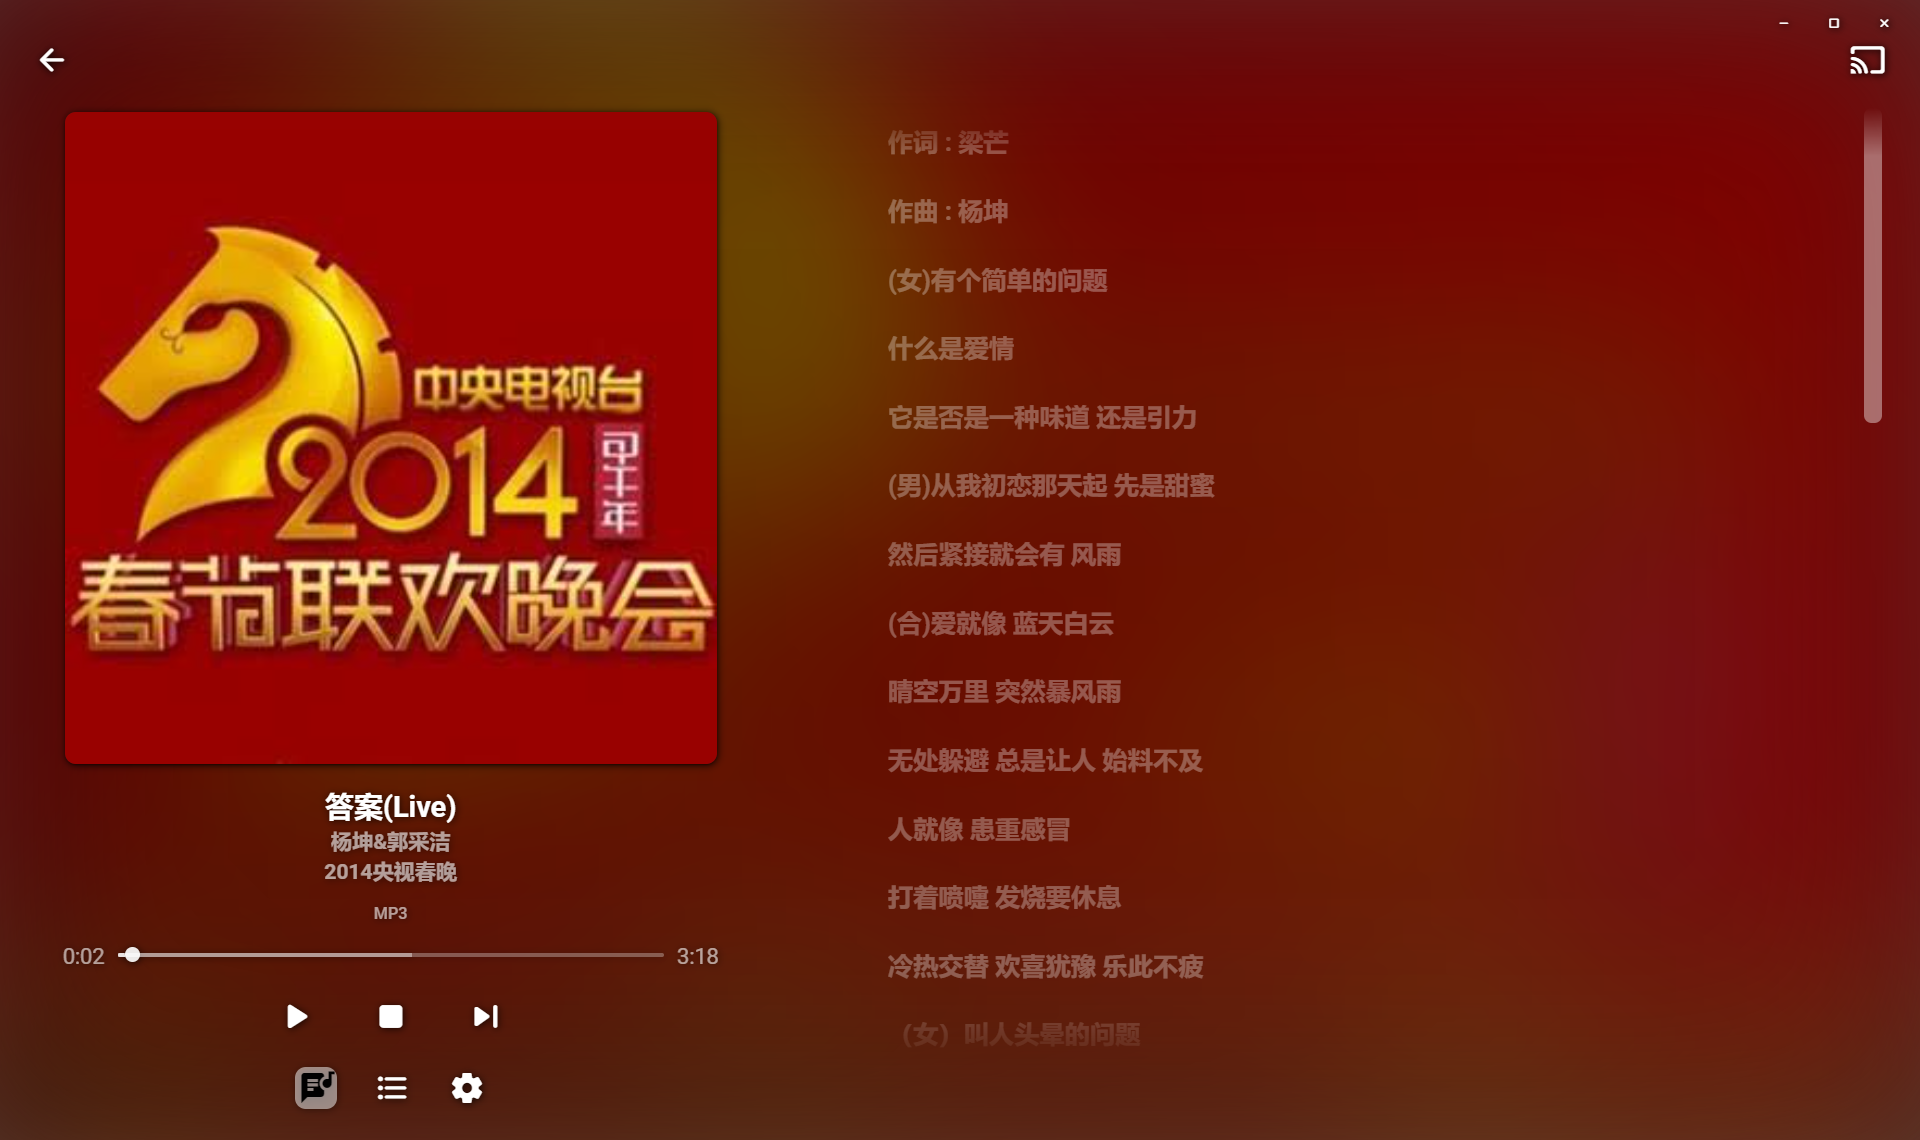 中央电视台
2014
甲午年
春节联欢晚会
答案(Live)
杨坤&郭采洁
2014央视春晚
MP3
0:02
3:18
作词 : 梁芒
作曲 : 杨坤
(女)有个简单的问题
什么是爱情
它是否是一种味道 还是引力
(男)从我初恋那天起 先是甜蜜
然后紧接就会有 风雨
(合)爱就像 蓝天白云
晴空万里 突然暴风雨
无处躲避 总是让人 始料不及
人就像 患重感冒
打着喷嚏 发烧要休息
冷热交替 欢喜犹豫 乐此不疲
（女）叫人头晕的问题